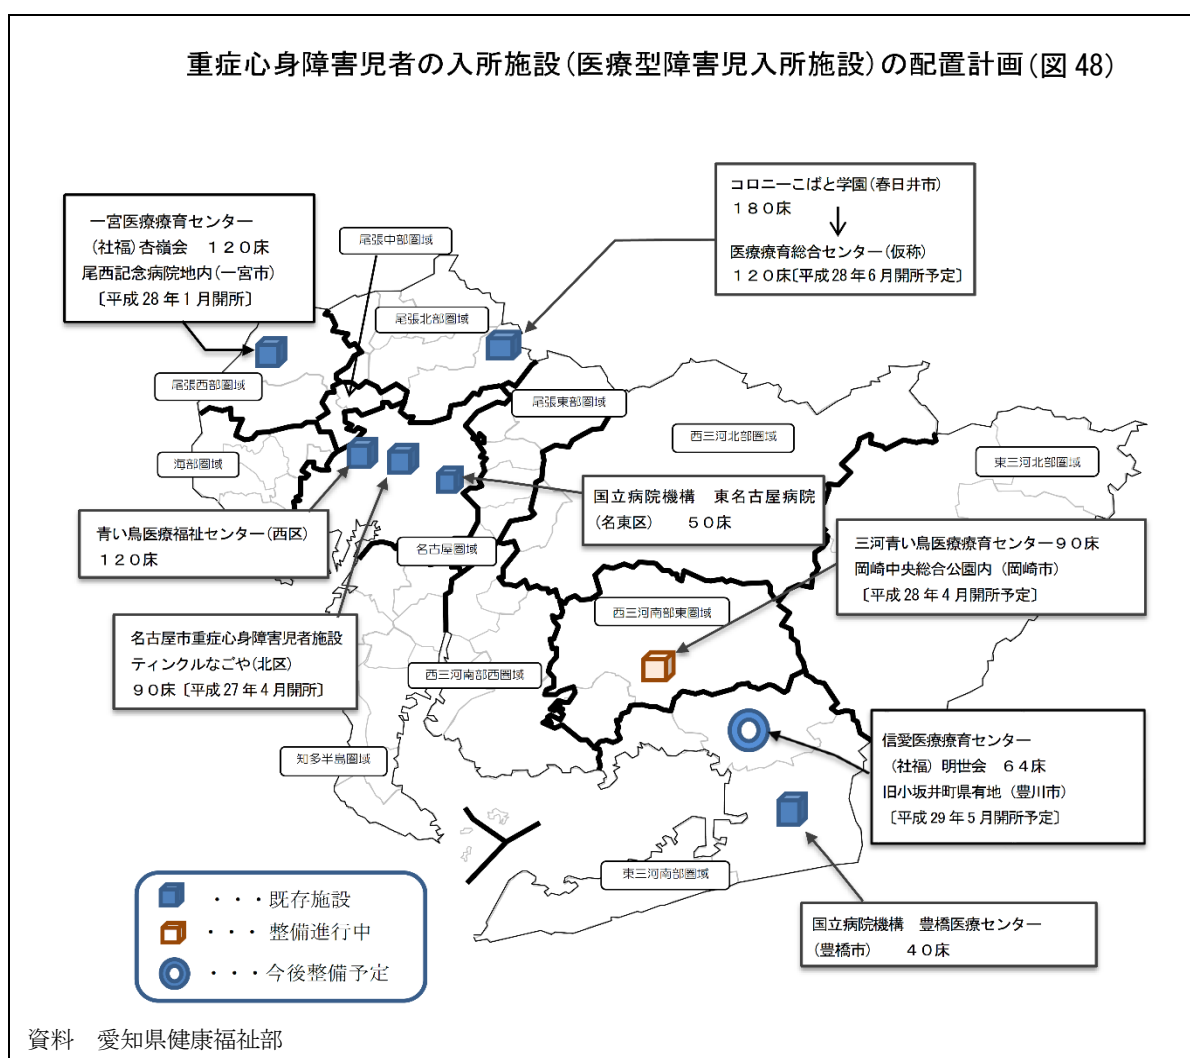 重症心身障害児者の入所施設(医療型障害児入所施設)の配置計画(図48)
コロニーこばと学園(春日井市)
180床
医療療育総合センター(仮称)
120床〔平成28年6月開所予定〕
一宮医療療育センター
(社福)杏嶺会 120床
尾西記念病院地内(一宮市)
〔平成28年1月開所〕
尾張中部圏域
尾張北部圏域
尾張西部圏域
尾張東部圏域
西三河北部圏域
海部圏域
東三河北部圏域
国立病院機構 東名古屋病院
(名東区) 50床
青い鳥医療福祉センター(西区)
120床
名古屋圏域
三河青い鳥医療療育センター90床
岡崎中央総合公園内(岡崎市)
〔平成28年4月開所予定〕
西三河南部東圏域
名古屋市重症心身障害児者施設
ティンクルなごや(北区)
90床〔平成27年4月開所〕
西三河南部西圏域
知多半島圏域
信愛医療療育センター
(社福)明世会 64床
旧小坂井町県有地(豊川市)
〔平成29年5月開所予定〕
東三河南部圏域
国立病院機構 豊橋医療センター
(豊橋市) 40床
・・・既存施設
・・・整備進行中
・・・今後整備予定
資料 愛知県健康福祉部